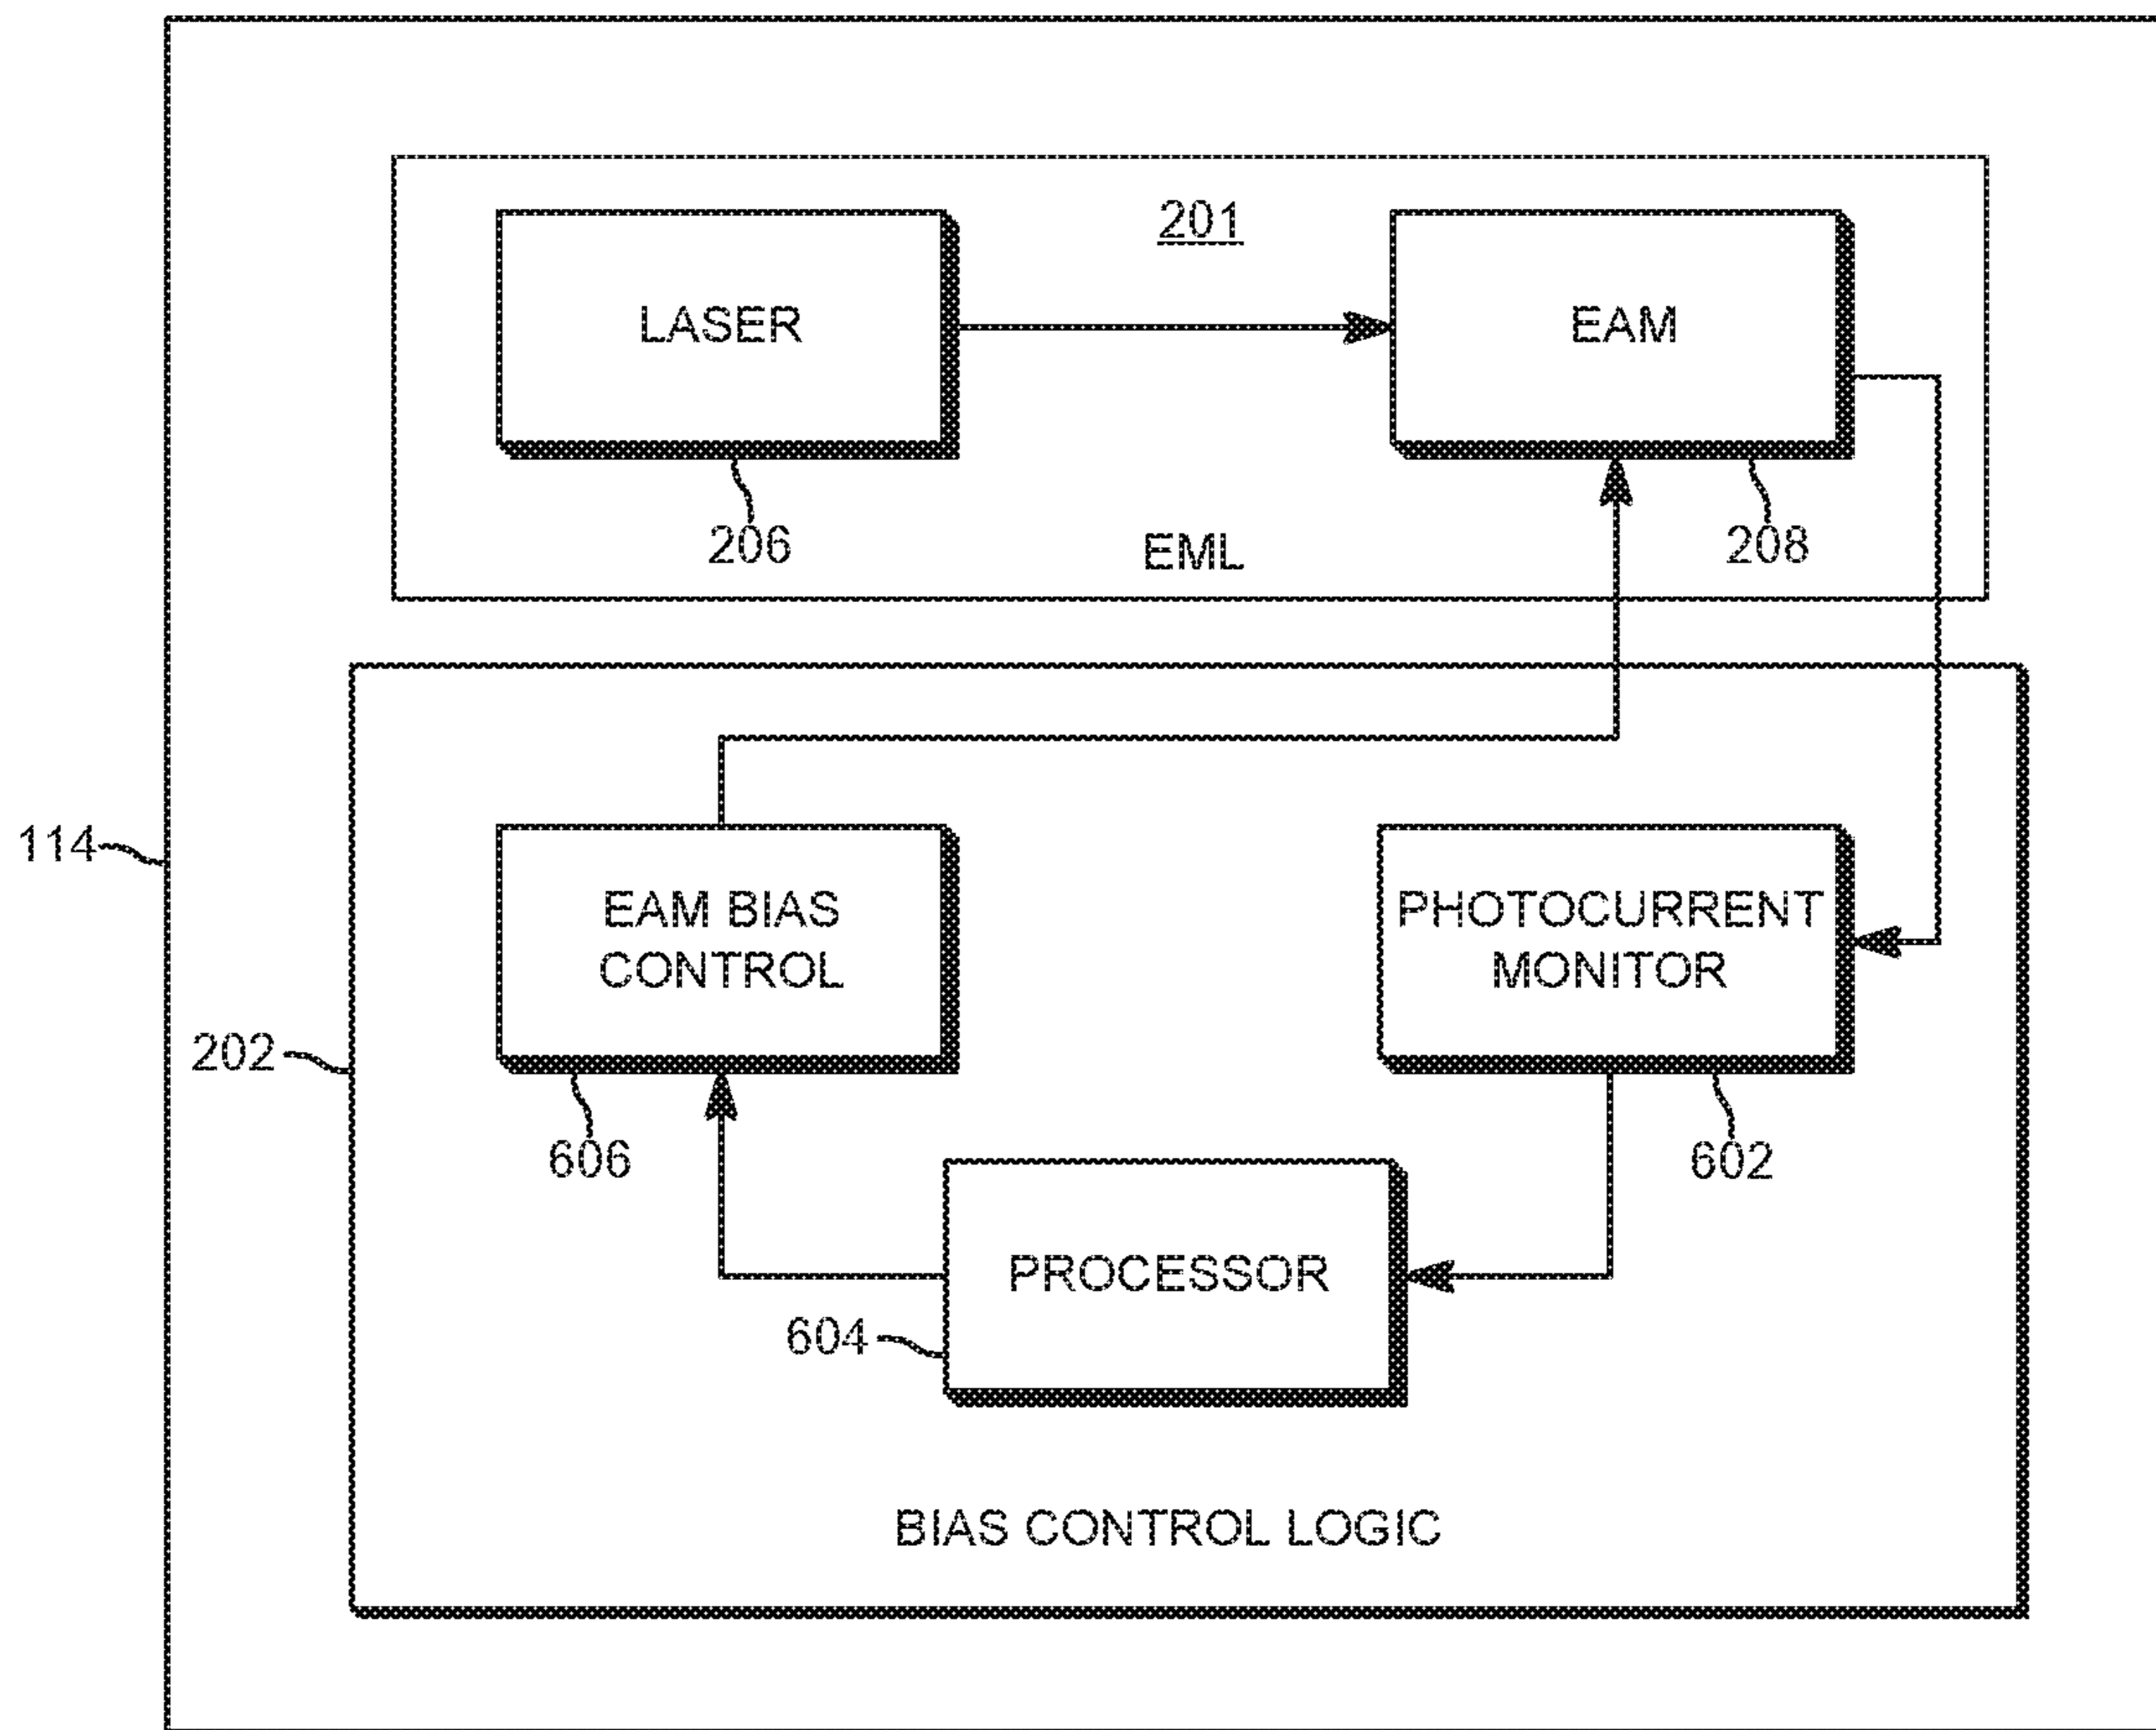 201
LASER
EAM
206
EML
208
114
EAM BIAS
CONTROL
PHOTOCURRENT
MONITOR
202
606
602
PROCESSOR
604
BIAS CONTROL LOGIC